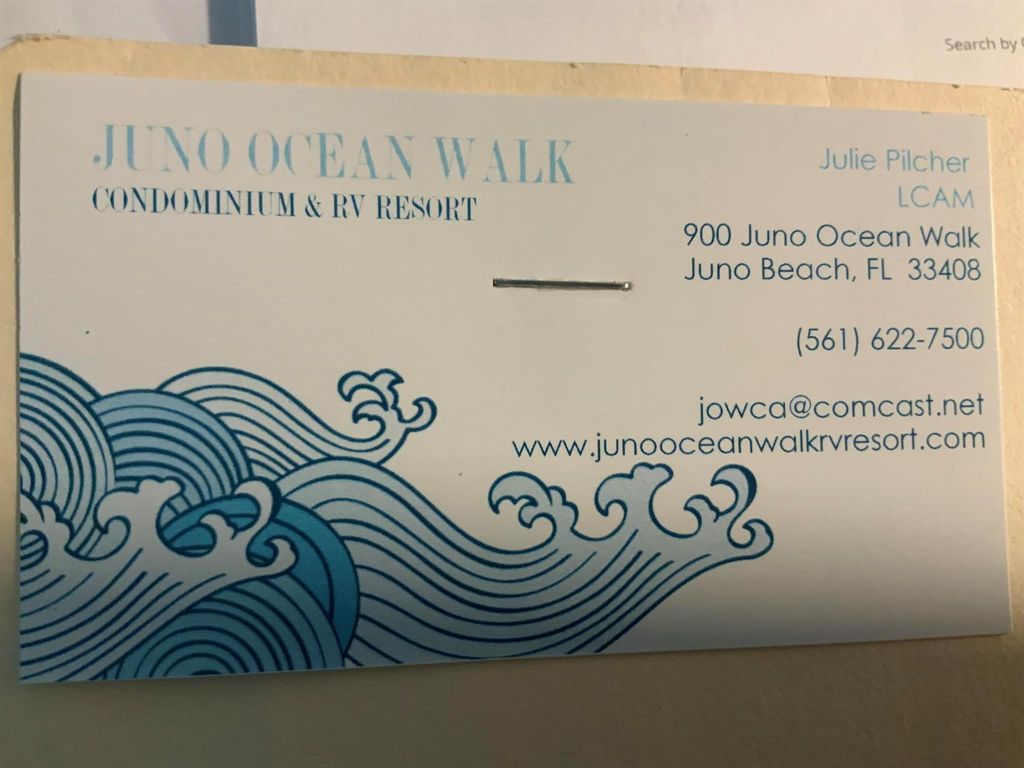 Search by
JUNO OCEAN WALK
CONDOMINIUM & RV RESORT
Julie Pilcher
LCAM
900 Juno Ocean Walk
Juno Beach, FL 33408
(561) 622-7500
jowca@comcast.net
www.junooceanwalkrvresort.com